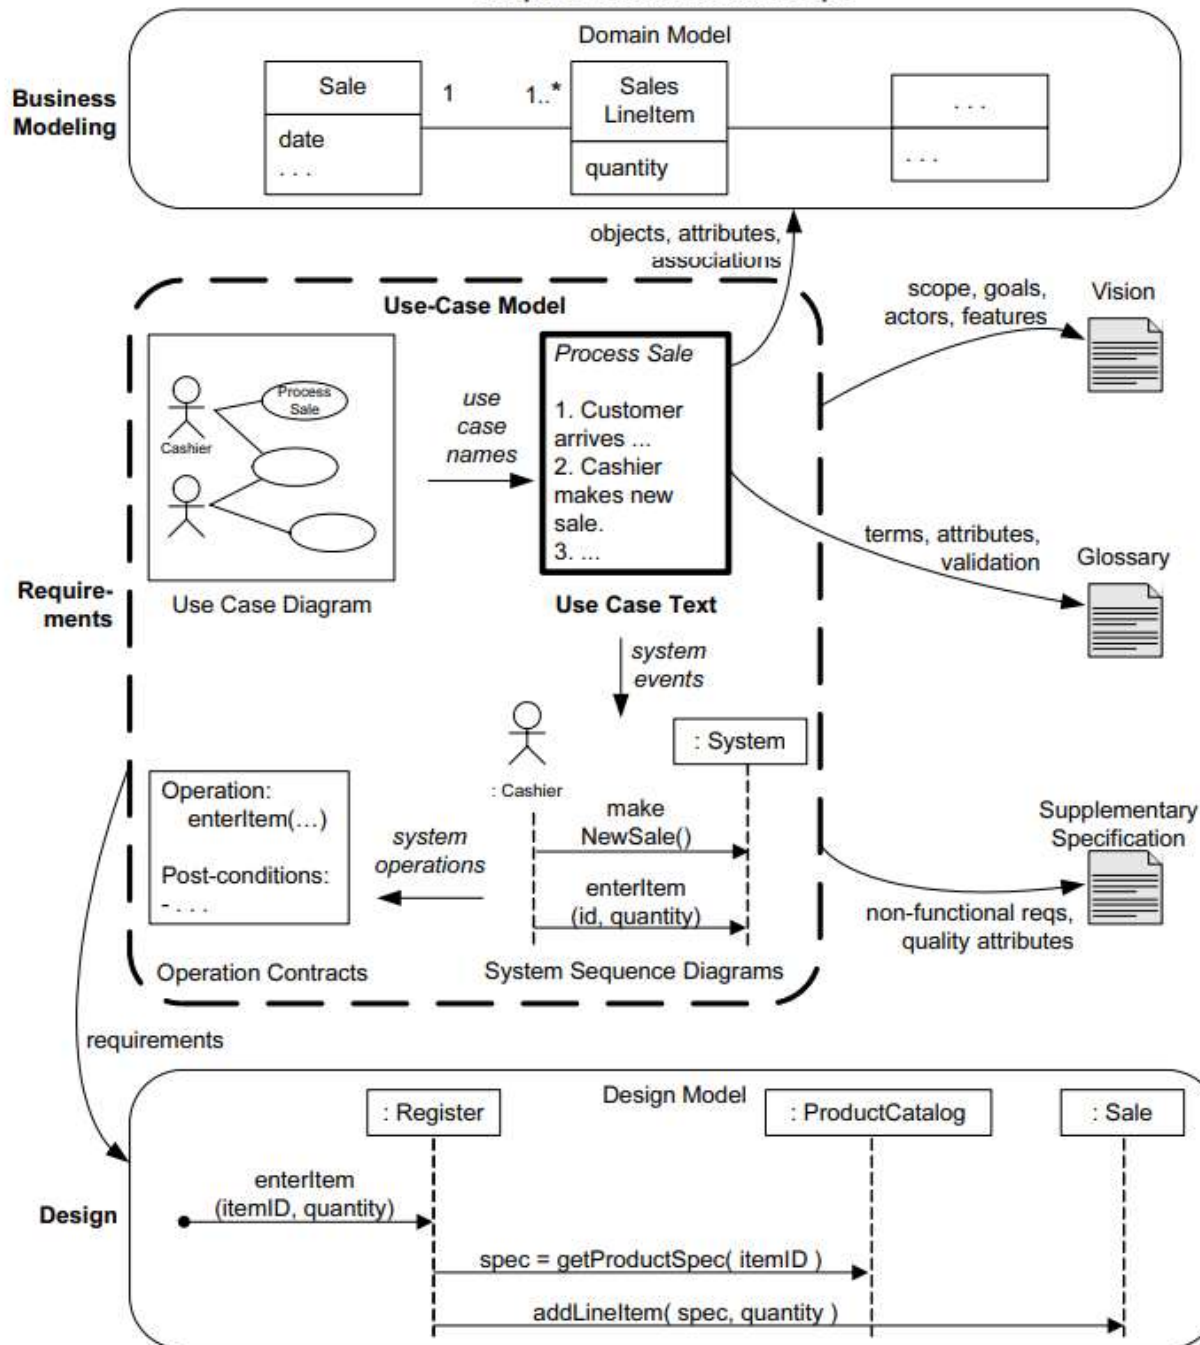 Domain Model
Business
Modeling
Sale
1
1..*
Sales
LineItem
. . .
date
. . .
quantity
. . .
objects, attributes,
associations
Use-Case Model
scope, goals,
actors, features
Vision
Process
Sale
Cashier
use
case
names
Process Sale
1. Customer
arrives ...
2. Cashier
makes new
sale.
3. ...
terms, attributes,
validation
Glossary
Require-
ments
Use Case Diagram
Use Case Text
system
events
: System
: Cashier
Operation:
enterItem(…)
Post-conditions:
- . . .
system
operations
make
NewSale()
enterItem
(id, quantity)
Supplementary
Specification
non-functional reqs,
quality attributes
Operation Contracts
System Sequence Diagrams
requirements
Design Model
: Register
: ProductCatalog
: Sale
Design
enterItem
(itemID, quantity)
spec = getProductSpec( itemID )
addLineItem( spec, quantity )